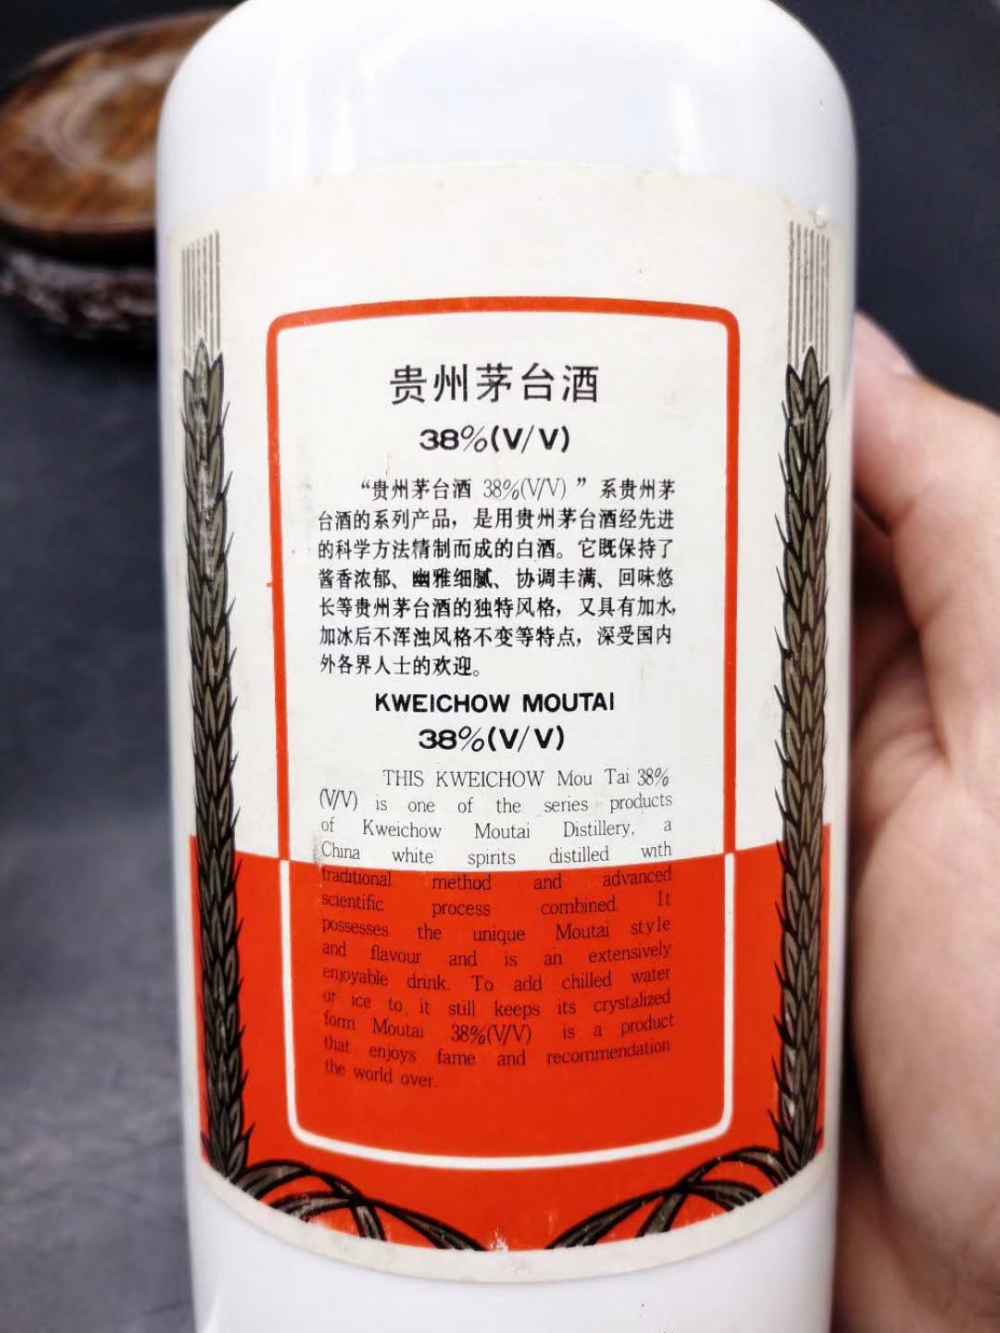 贵州茅台酒
38%(V/V)
“贵州茅台酒 38%(V/V)”系贵州茅
台酒的系列产品，是用贵州茅台酒经先进
的科学方法精制而成的白酒。它既保持了
酱香浓郁、幽雅细腻、协调丰满、回味悠
长等贵州茅台酒的独特风格，又具有加水，
加冰后不浑浊风格不变等特点，深受国内
外各界人士的欢迎。
KWEICHOW MOUTAI
38%(V/V)
THIS KWEICHOW Mou Tai 38%
(V/V) is one of the series products
of Kweichow Moutai Distillery, a
China white spirits distilled with
traditional method and advanced
scientific process combined. It
possesses the unique Moutai style
and flavour and is an extensively
enjoyable drink. To add chilled water
or ice to it still keeps its crystalized
form Moutai 38%(V/V) is a product
that enjoys fame and recommendation
the world over.